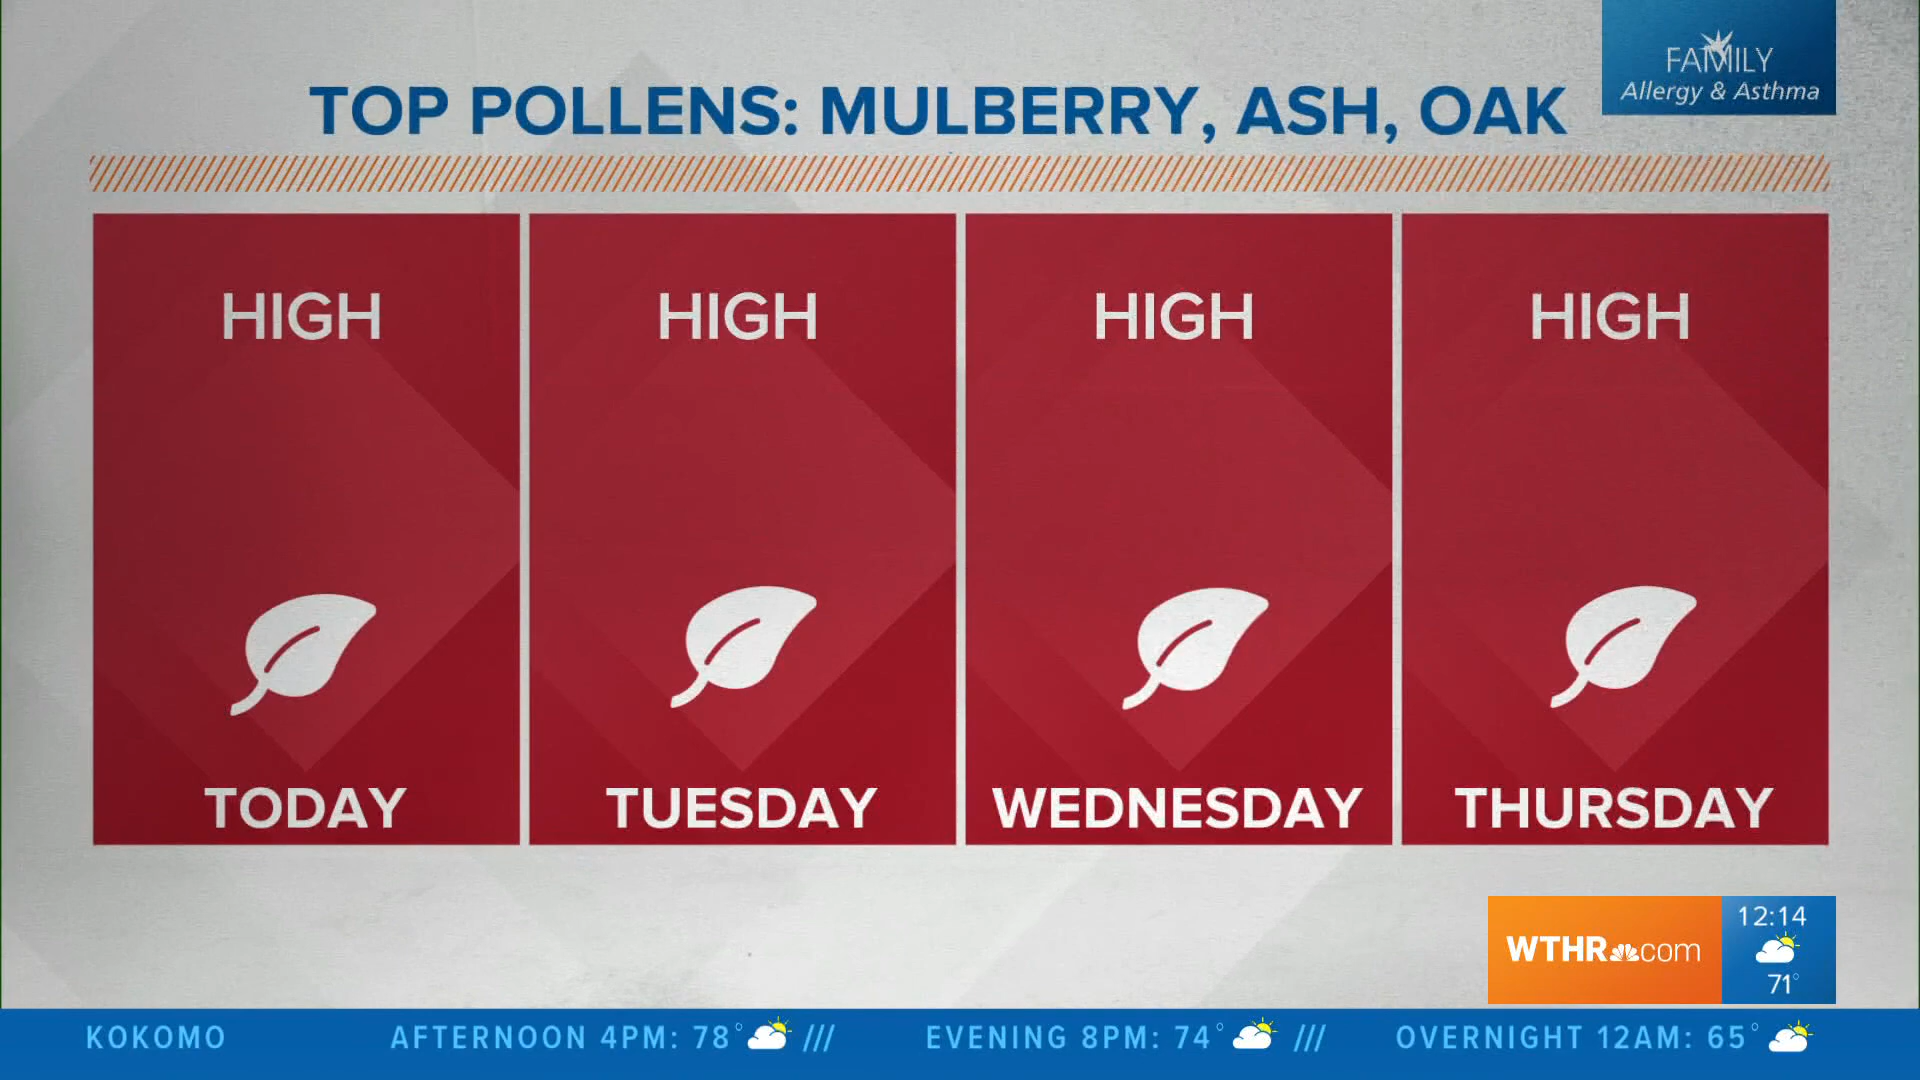 FAMILY
Allergy & Asthma
TOP POLLENS: MULBERRY, ASH, OAK
HIGH
HIGH
HIGH
HIGH
TODAY
TUESDAY
WEDNESDAY
THURSDAY
WTHR.com
12:14
71°
KOKOMO AFTERNOON 4PM: 78° /// EVENING 8PM: 74° /// OVERNIGHT 12AM: 65°